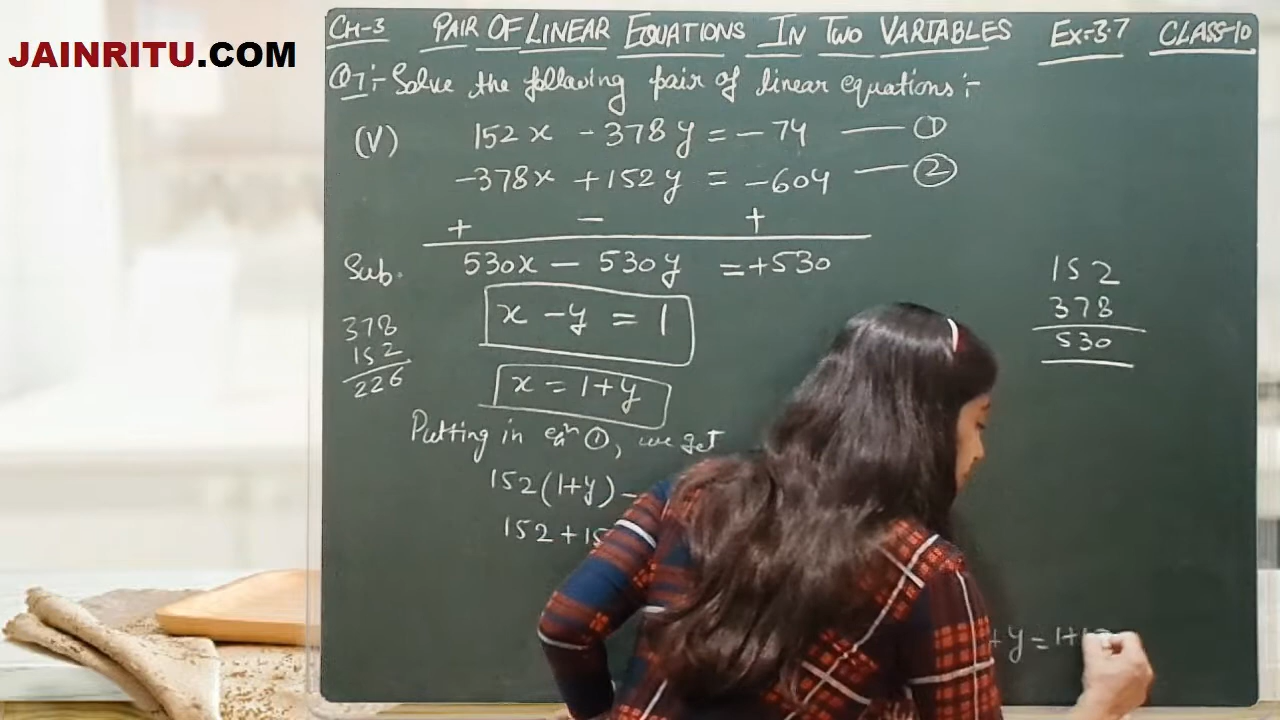 JAINRITU.COM
CH-3 PAIR OF LINEAR EQUATIONS IN TWO VARIABLES Ex-3.7 CLASS-10
Q7:- Solve the following pair of linear equations:-
(V) 152x - 378y = -74 —— ①
-378x + 152y = -604 —— ②
+ - +
Sub. 530x - 530y = +530
152
378
530
x - y = 1
378
152
226
x = 1+y
Putting in eqn ①, we get
152(1+y) -
152 + 15
+ y = 1+